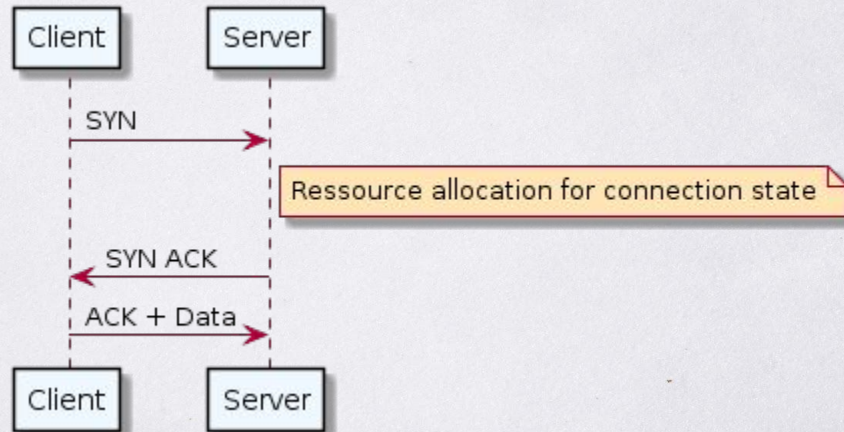 Client
Server
SYN
Ressource allocation for connection state
SYN ACK
ACK + Data
Client
Server